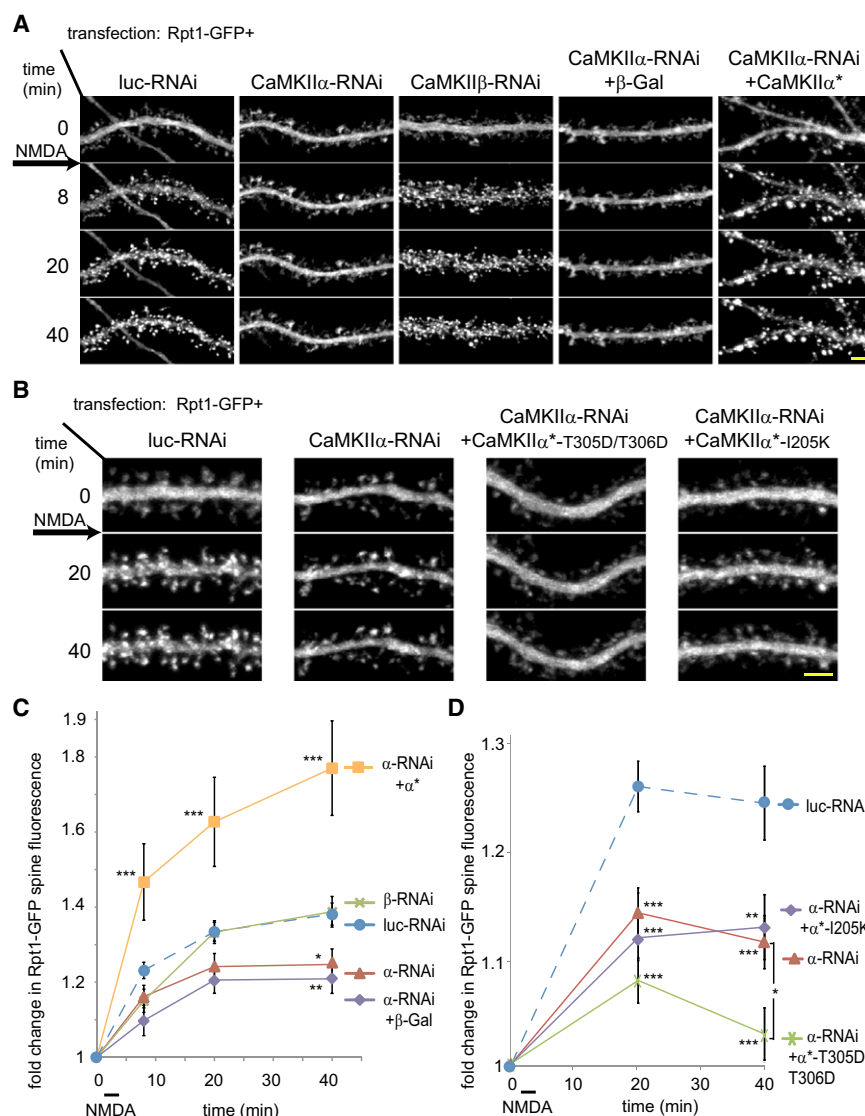 A
transfection: Rpt1-GFP+
time
(min)
luc-RNAi
CaMKIIα-RNAi
CaMKIIβ-RNAi
CaMKIIα-RNAi
+β-Gal
CaMKIIα-RNAi
+CaMKIIα*
0
NMDA
8
20
40
B
transfection: Rpt1-GFP+
time
(min)
luc-RNAi
CaMKIIα-RNAi
CaMKIIα-RNAi
+CaMKIIα*-T305D/T306D
CaMKIIα-RNAi
+CaMKIIα*-I205K
0
NMDA
20
40
C
fold change in Rpt1-GFP spine fluorescence
1.9
1.8
1.6
1.4
1.2
1
***
***
***
*
**
α-RNAi
+α*
β-RNAi
luc-RNAi
α-RNAi
α-RNAi
+β-Gal
0
10
20
30
40
NMDA
time (min)
D
fold change in Rpt1-GFP spine fluorescence
1.3
1.2
1.1
1
***
***
***
**
***
***
*
luc-RNA
α-RNAi
+α*-I205K
α-RNAi
α-RNAi
+α*-T305D
T306D
0
10
20
30
40
NMDA
time (min)